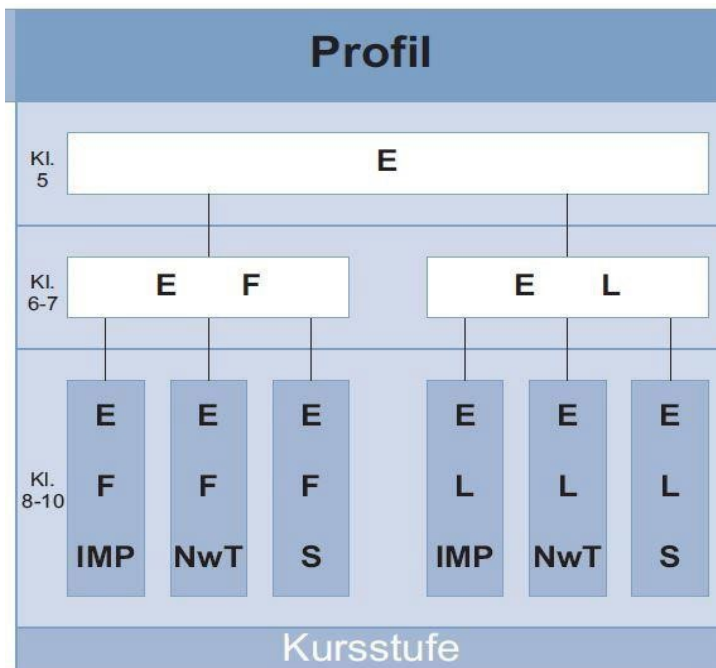 Profil
Kl.
5
E
Kl.
6-7
E F
E L
Kl.
8-10
E E E E E E
F F F L L L
IMP NwT S IMP NwT S
Kursstufe